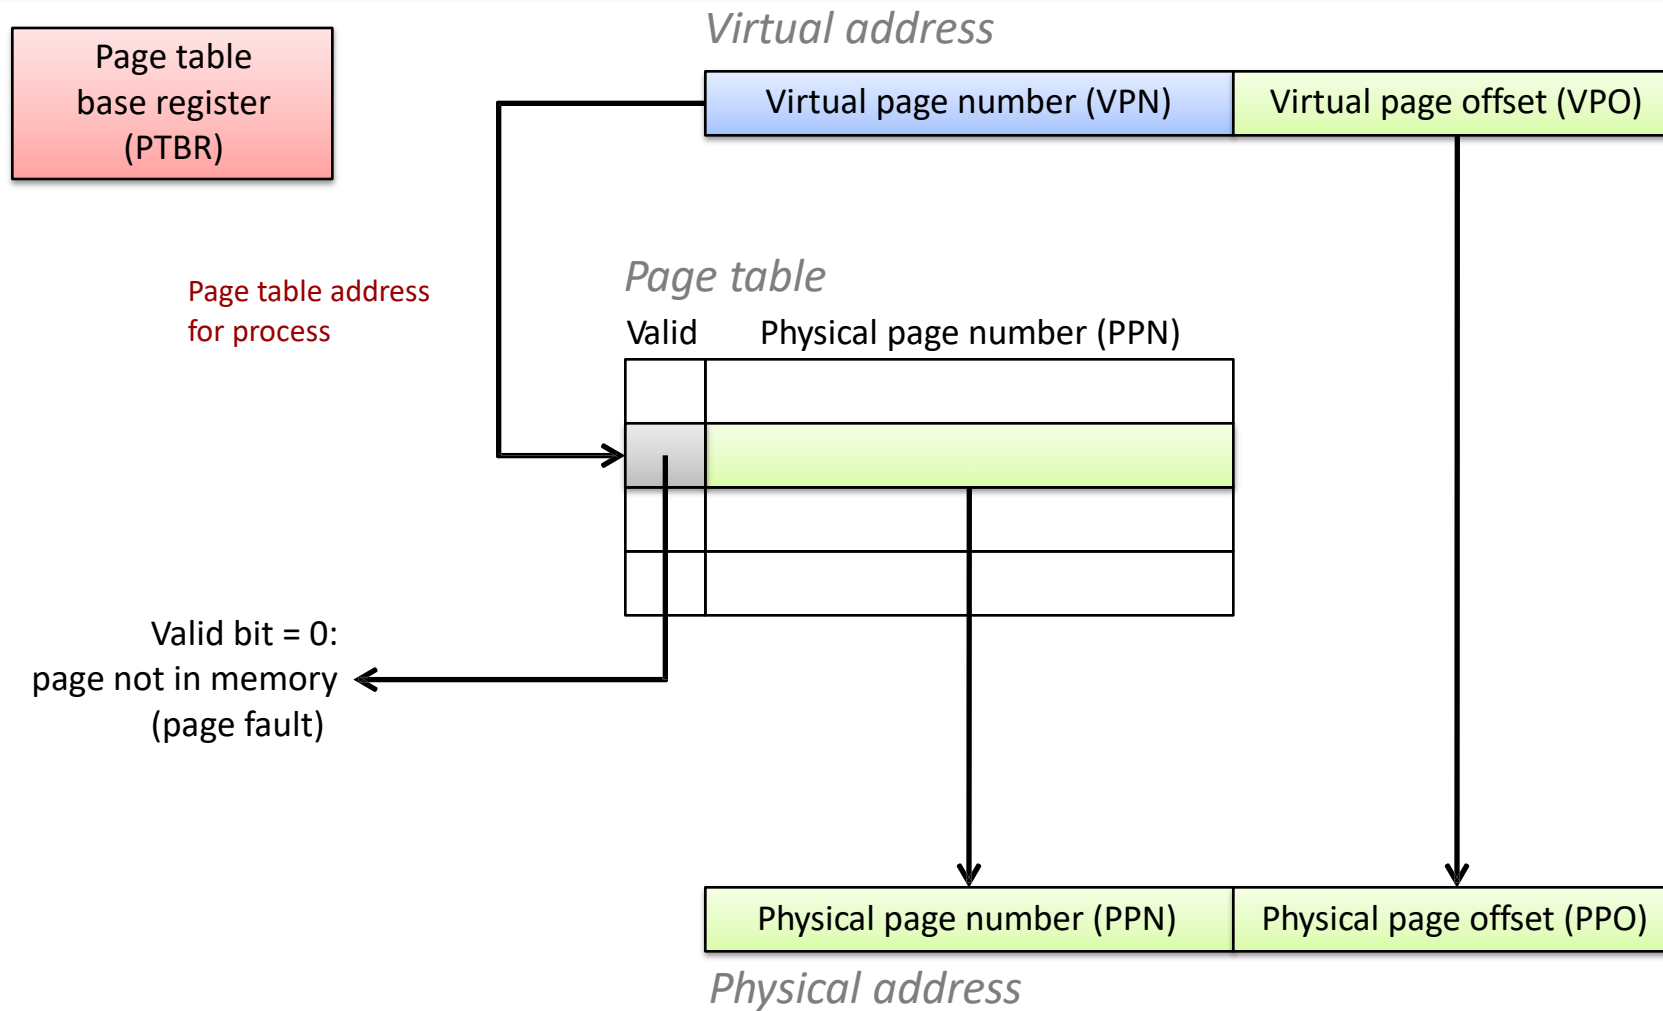 Virtual address
Page table
base register
(PTBR)
Virtual page number (VPN)
Virtual page offset (VPO)
Page table address
for process
Page table
Valid
Physical page number (PPN)
Valid bit = 0:
page not in memory
(page fault)
Physical page number (PPN)
Physical page offset (PPO)
Physical address